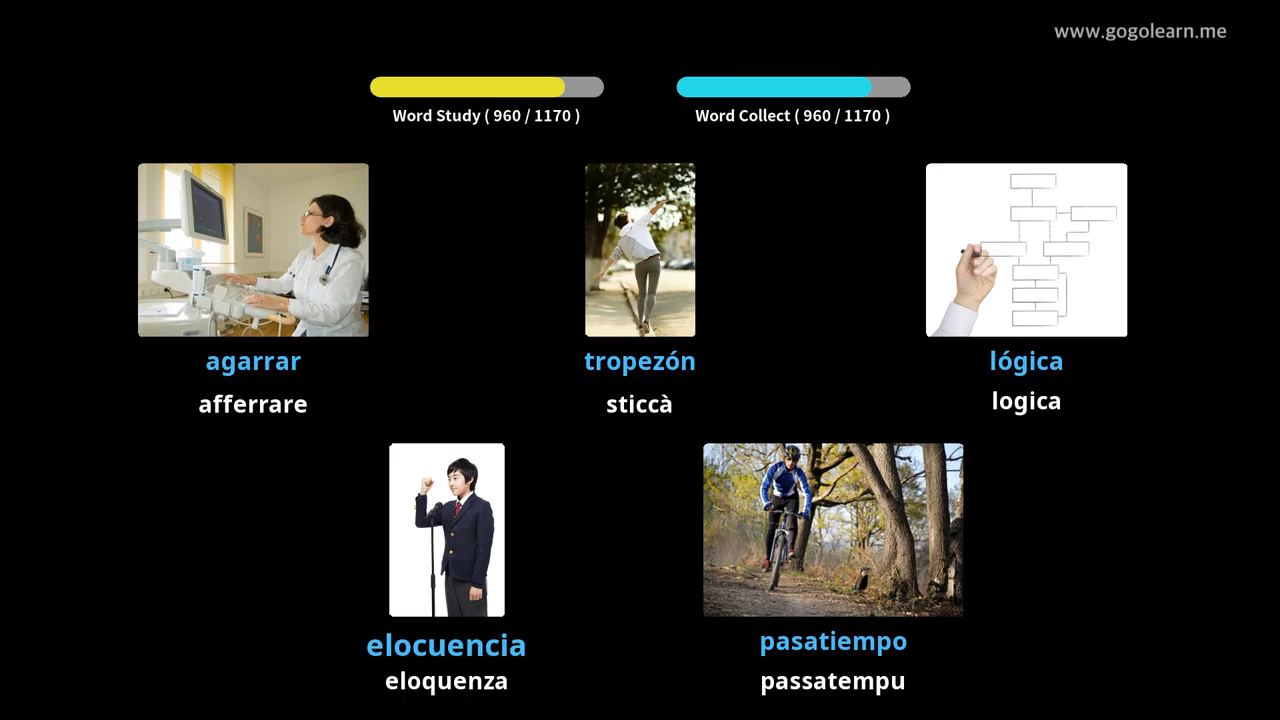 www.gogolearn.me
Word Study ( 960 / 1170 )
Word Collect ( 960 / 1170 )
agarrar
afferrare
tropezón
sticcà
lógica
logica
elocuencia
eloquenza
pasatiempo
passatempu